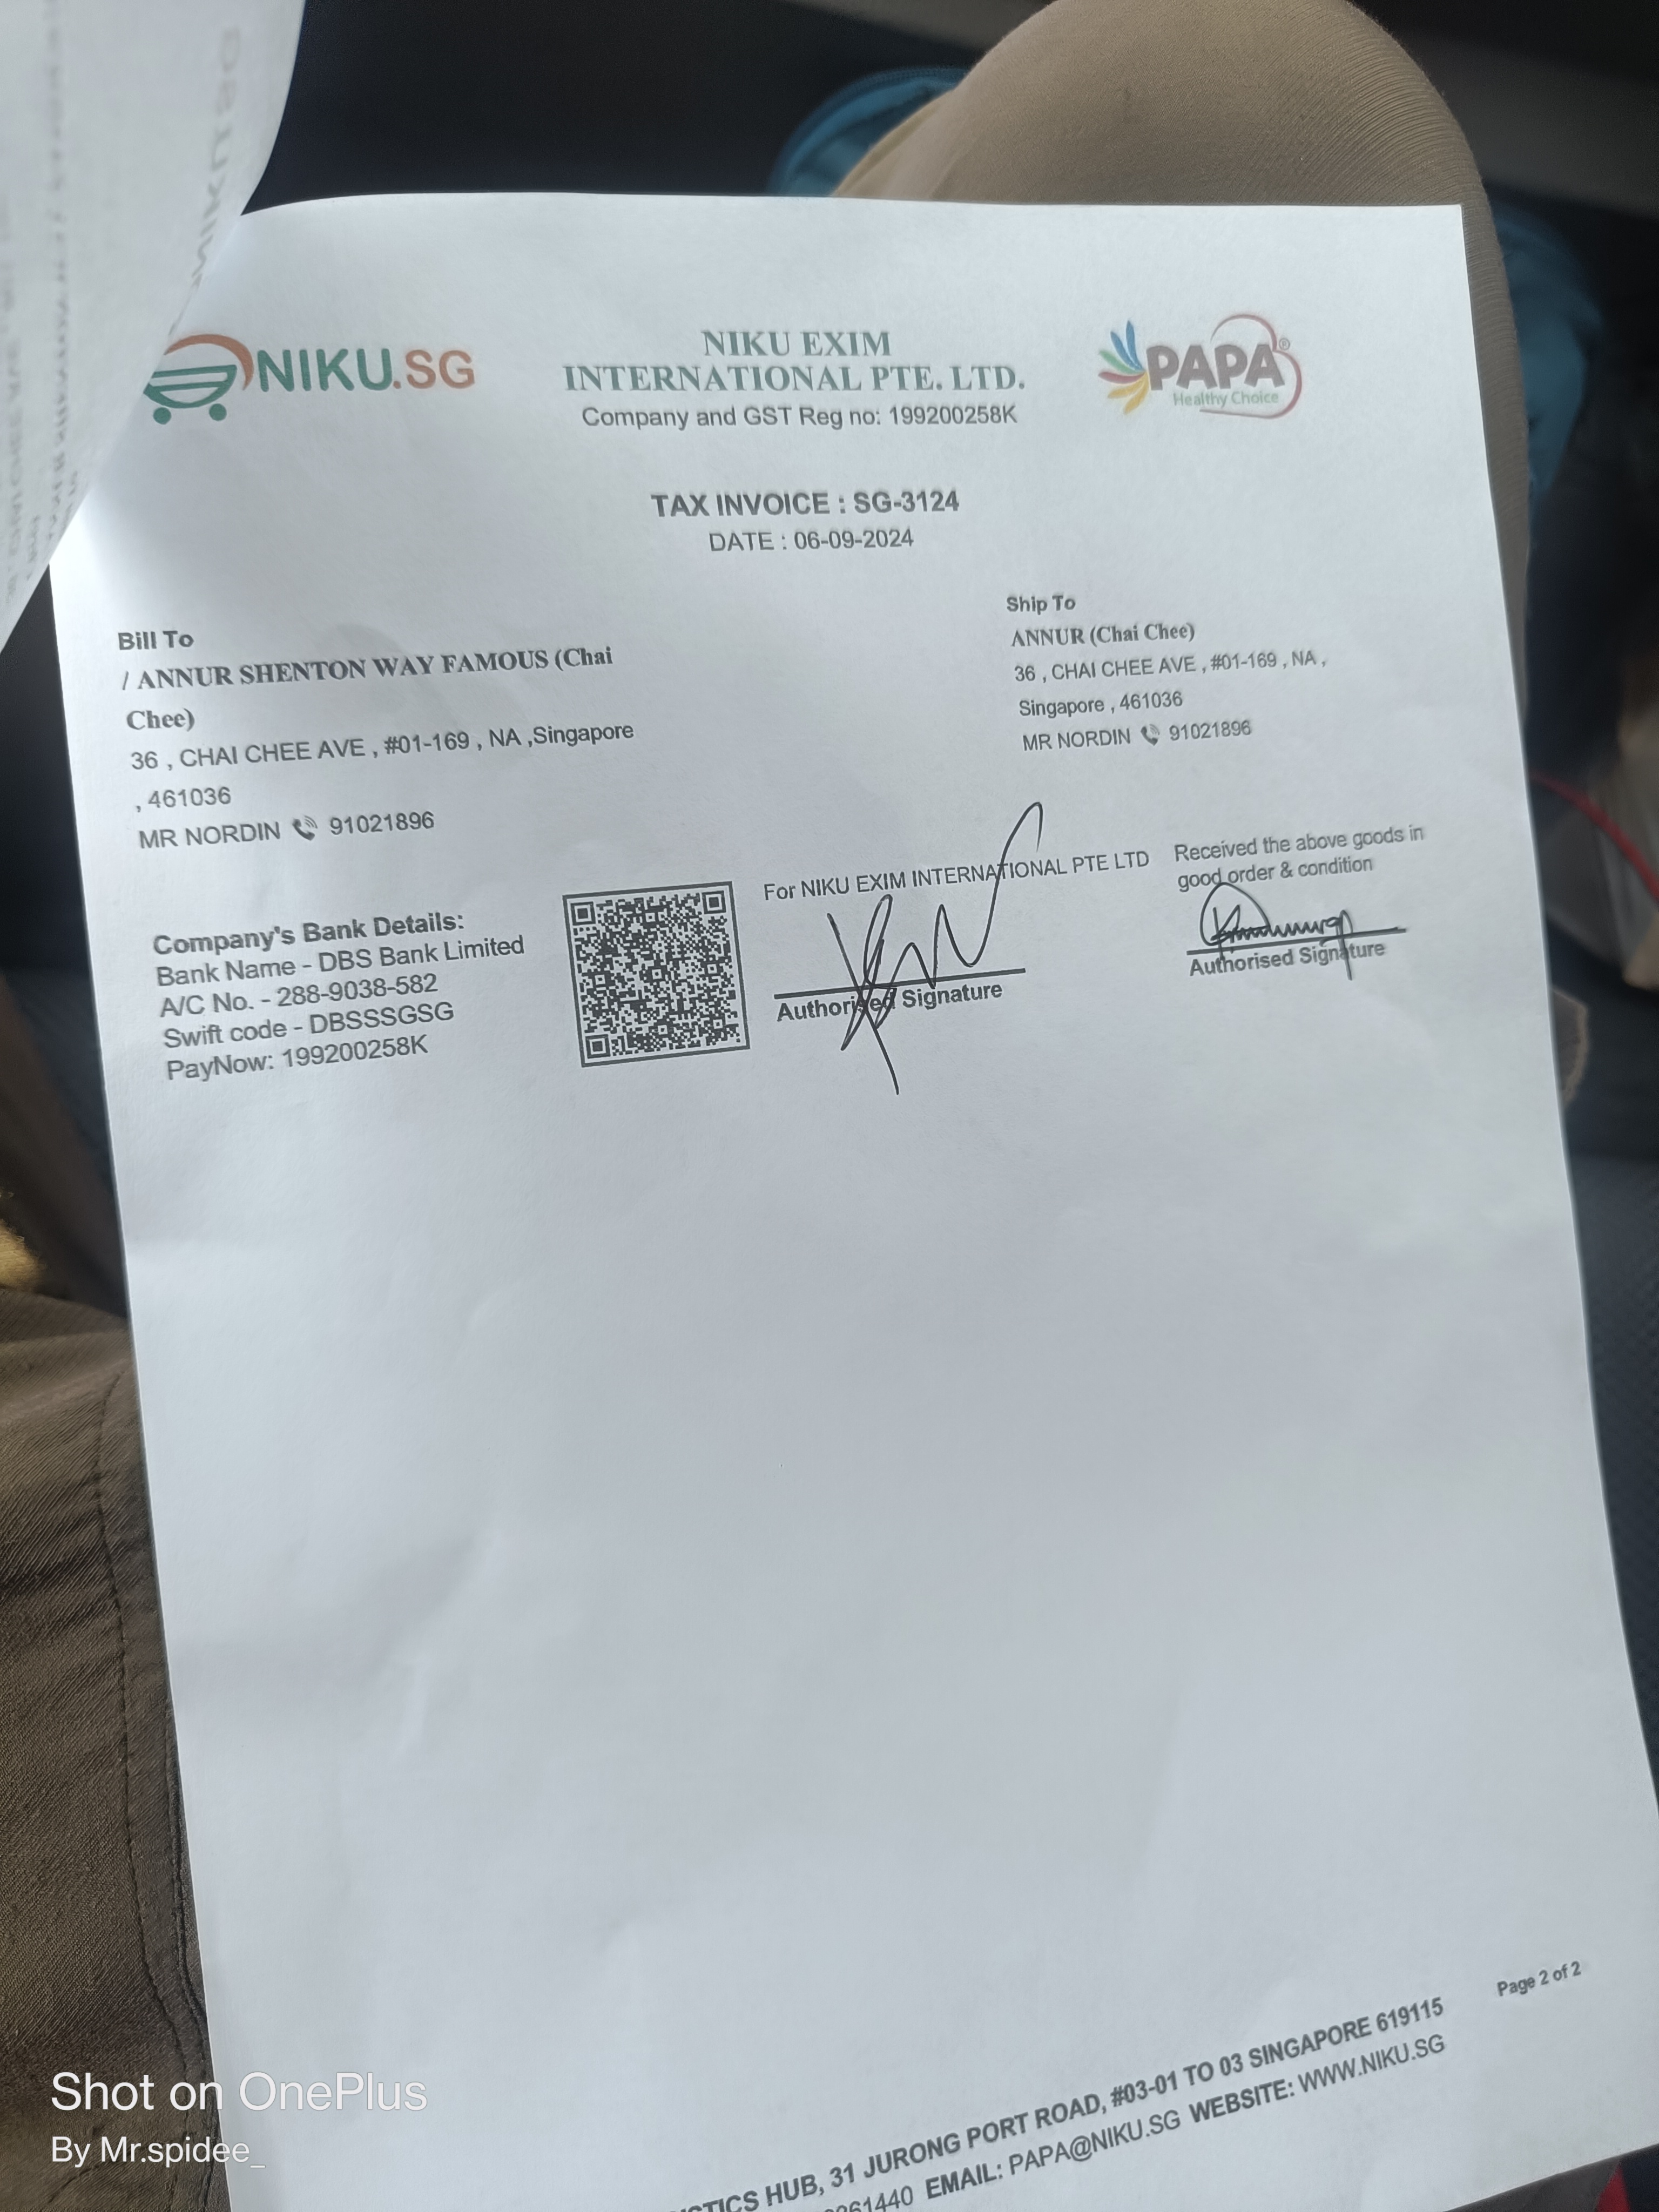 NIKU.SG
NIKU EXIM
INTERNATIONAL PTE. LTD.
Company and GST Reg no: 199200258K
PAPA®
Healthy Choice
TAX INVOICE : SG-3124
DATE : 06-09-2024
Bill To
/ ANNUR SHENTON WAY FAMOUS (Chai
Chee)
36 , CHAI CHEE AVE , #01-169 , NA ,Singapore
, 461036
MR NORDIN 91021896
Ship To
ANNUR (Chai Chee)
36 , CHAI CHEE AVE , #01-169 , NA ,
Singapore , 461036
MR NORDIN 91021896
Company's Bank Details:
Bank Name - DBS Bank Limited
A/C No. - 288-9038-582
Swift code - DBSSSGSG
PayNow: 199200258K
For NIKU EXIM INTERNATIONAL PTE LTD
Authorised Signature
Received the above goods in
good order & condition
Authorised Signature
Page 2 of 2
HUB, 31 JURONG PORT ROAD, #03-01 TO 03 SINGAPORE 619115
EMAIL: PAPA@NIKU.SG WEBSITE: WWW.NIKU.SG
Shot on OnePlus
By Mr.spidee_